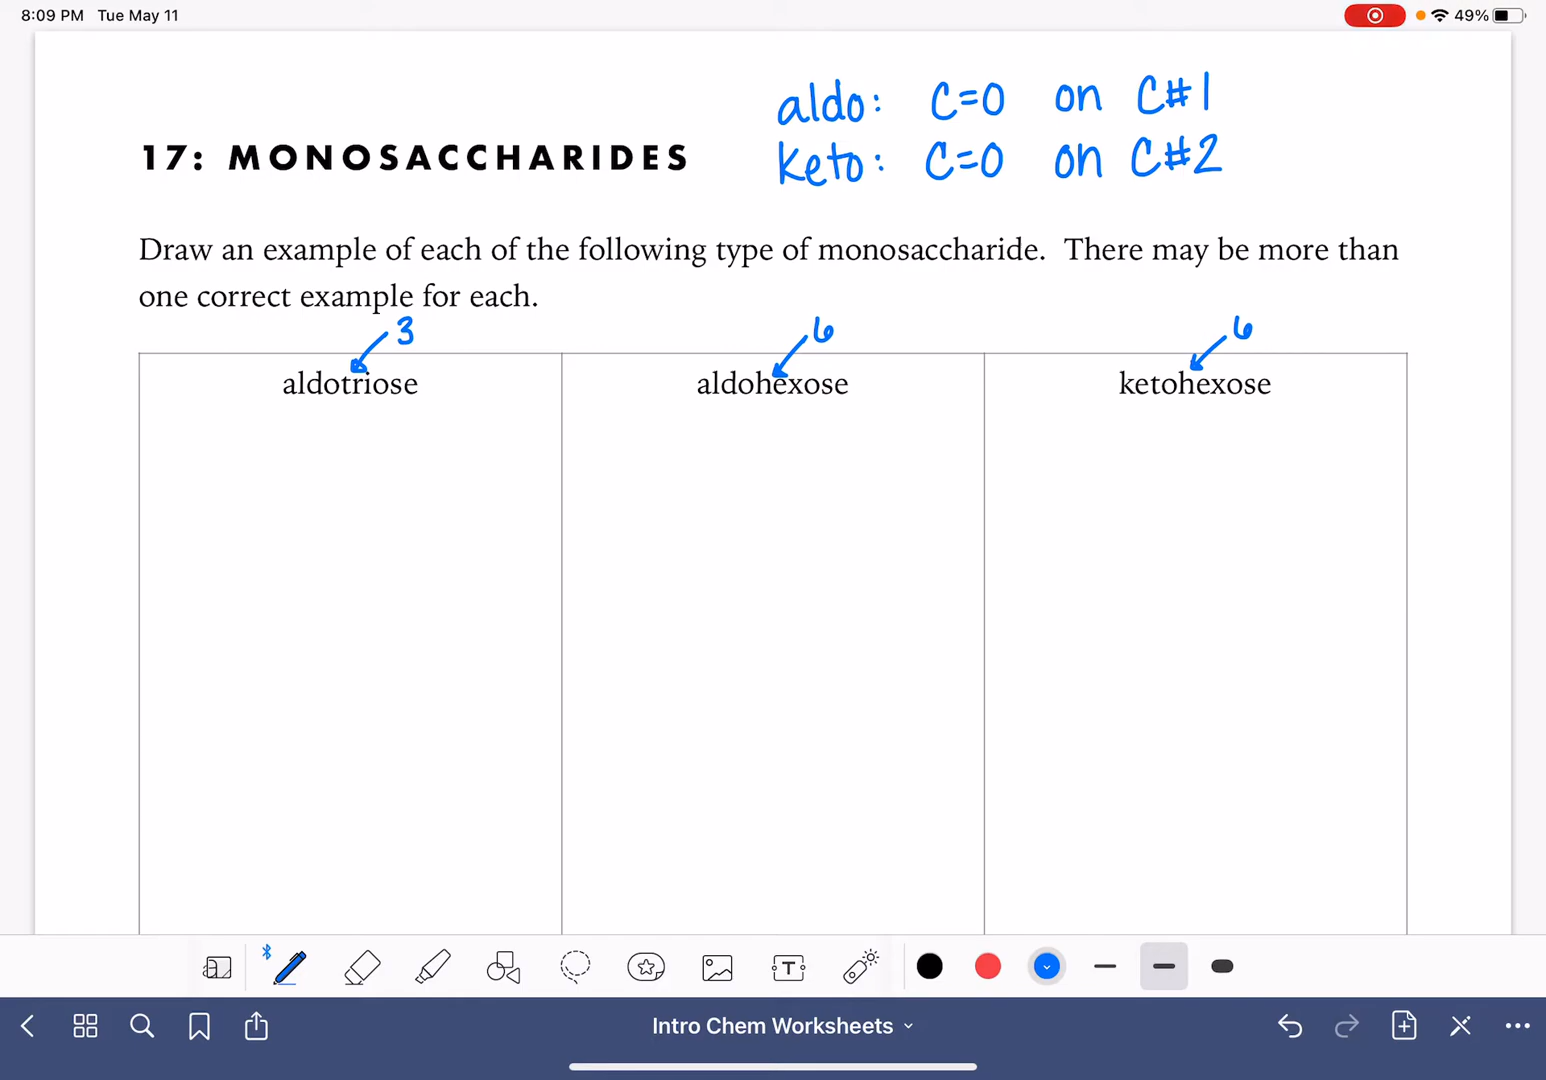 8:09 PM Tue May 11
49%
aldo: C=O on C#1
keto: C=O on C#2
17: MONOSACCHARIDES
Draw an example of each of the following type of monosaccharide. There may be more than
one correct example for each.
3 6 6
aldotriose aldohexose ketohexose
Intro Chem Worksheets